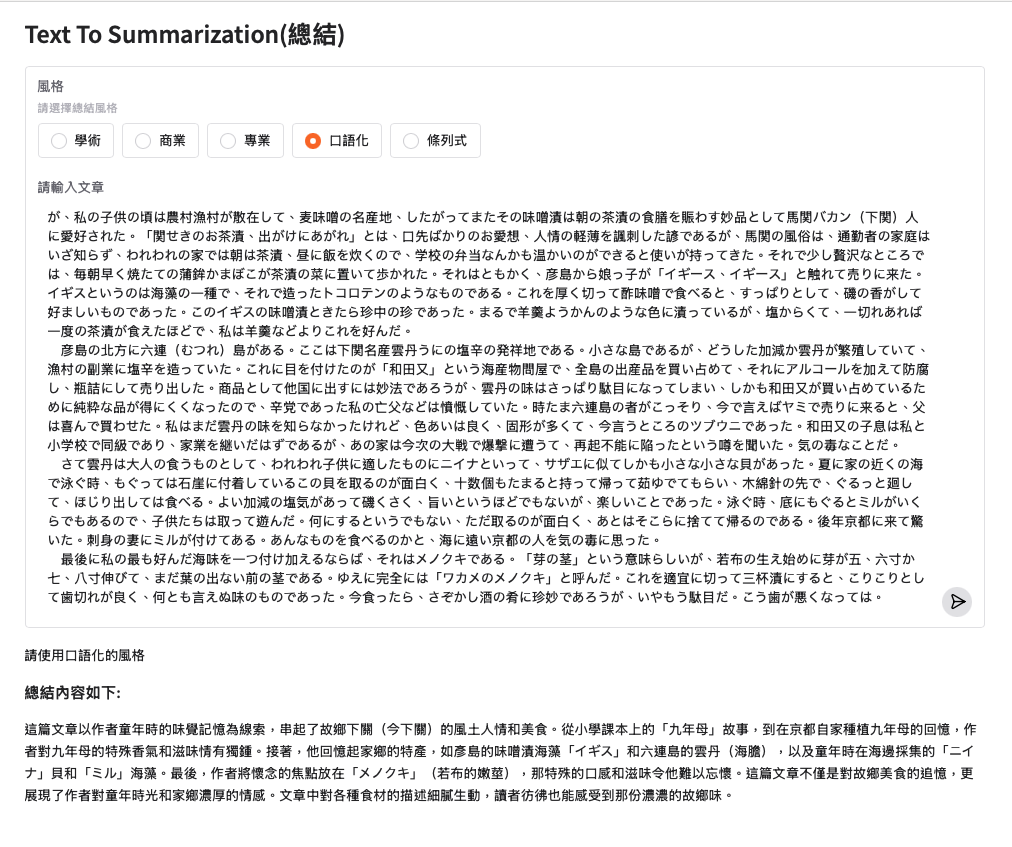 Text To Summarization(總結)
風格
請選擇總結風格
學術
商業
專業
口語化
條列式
請輸入文章
が、私の子供の頃は農村漁村が散在して、麦味噌の名産地、したがってまたその味噌漬は朝の茶漬の食膳を賑わす妙品として馬関バカン（下関）人
に愛好された。「関せきのお茶漬、出がけにあがれ」とは、口先ばかりのお愛想、人情の軽薄を諷刺した諺であるが、馬関の風俗は、通勤者の家庭は
いざ知らず、われわれの家では朝は茶漬、昼に飯を炊くので、学校の弁当なんかも温かいのができると使いが持ってきた。それで少し贅沢なところで
は、毎朝早く焼たての蒲鉾かまぼこが茶漬の菜に置いて歩かれた。それはともかく、彦島から娘っ子が「イギース、イギース」と触れて売りに来た。
イギスというのは海藻の一種で、それで造ったトコロテンのようなものである。これを厚く切って酢味噌で食べると、すっぱりとして、磯の香がして
好ましいものであった。このイギスの味噌漬ときたら珍中の珍であった。まるで羊羹ようかんのような色に漬っているが、塩からくて、一切れあれば
一度の茶漬が食えたほどで、私は羊羹などよりこれを好んだ。
彦島の北方に六連（むつれ）島がある。ここは下関名産雲丹うにの塩辛の発祥地である。小さな島であるが、どうした加減か雲丹が繁殖していて、
漁村の副業に塩辛を造っていた。これに目を付けたのが「和田又」という海産物問屋で、全島の出産品を買い占めて、それにアルコールを加えて防腐
し、瓶詰にして売り出した。商品として他国に出すには妙法であろうが、雲丹の味はさっぱり駄目になってしまい、しかも和田又が買い占めているた
めに純粋な品が得にくくなったので、辛党であった私の亡父などは憤慨していた。時たま六連島の者がこっそり、今で言えばヤミで売りに来ると、父
は喜んで買わせた。私はまだ雲丹の味を知らなかったけれど、色あいは良く、固形が多くて、今言うところのツブウニであった。和田又の子息は私と
小学校で同級であり、家業を継いだはずであるが、あの家は今次の大戦で爆撃に遭うて、再起不能に陥ったという噂を聞いた。気の毒なことだ。
さて雲丹は大人の食うものとして、われわれ子供に適したものにニイナといって、サザエに似てしかも小さな小さな貝があった。夏に家の近くの海
で泳ぐ時、もぐっては石崖に付着しているこの貝を取るのが面白く、十数個もたまると持って帰って茹ゆでてもらい、木綿針の先で、ぐるっと廻し
て、ほじり出しては食べる。よい加減の塩気があって磯くさく、旨いというほどでもないが、楽しいことであった。泳ぐ時、底にもぐるとミルがいく
らでもあるので、子供たちは取って遊んだ。何にするというでもない、ただ取るのが面白く、あとはそこらに捨てて帰るのである。後年京都に来て驚
いた。刺身の妻にミルが付けてある。あんなものを食べるのかと、海に遠い京都の人を気の毒に思った。
最後に私の最も好んだ海味を一つ付け加えるならば、それはメノクキである。「芽の茎」という意味らしいが、若布の生え始めに芽が五、六寸か
七、八寸伸びて、まだ葉の出ない前の茎である。ゆえに完全には「ワカメのメノクキ」と呼んだ。これを適宜に切って三杯漬にすると、こりこりとし
て歯切れが良く、何とも言えぬ味のものであった。今食ったら、さぞかし酒の肴に珍妙であろうが、いやもう駄目だ。こう歯が悪くなっては。
請使用口語化的風格
總結內容如下:
這篇文章以作者童年時的味覺記憶為線索，串起了故鄉下關（今下關）的風土人情和美食。從小學課本上的「九年母」故事，到在京都自家種植九年母的回憶，作
者對九年母的特殊香氣和滋味情有獨鍾。接著，他回憶起家鄉的特產，如彥島的味噌漬海藻「イギス」和六連島的雲丹（海膽），以及童年時在海邊採集的「ニイ
ナ」貝和「ミル」海藻。最後，作者將懷念的焦點放在「メノクキ」（若布的嫩莖），那特殊的口感和滋味令他難以忘懷。這篇文章不僅是對故鄉美食的追憶，更
展現了作者對童年時光和家鄉濃厚的情感。文章中對各種食材的描述細膩生動，讀者彷彿也能感受到那份濃濃的故鄉味。